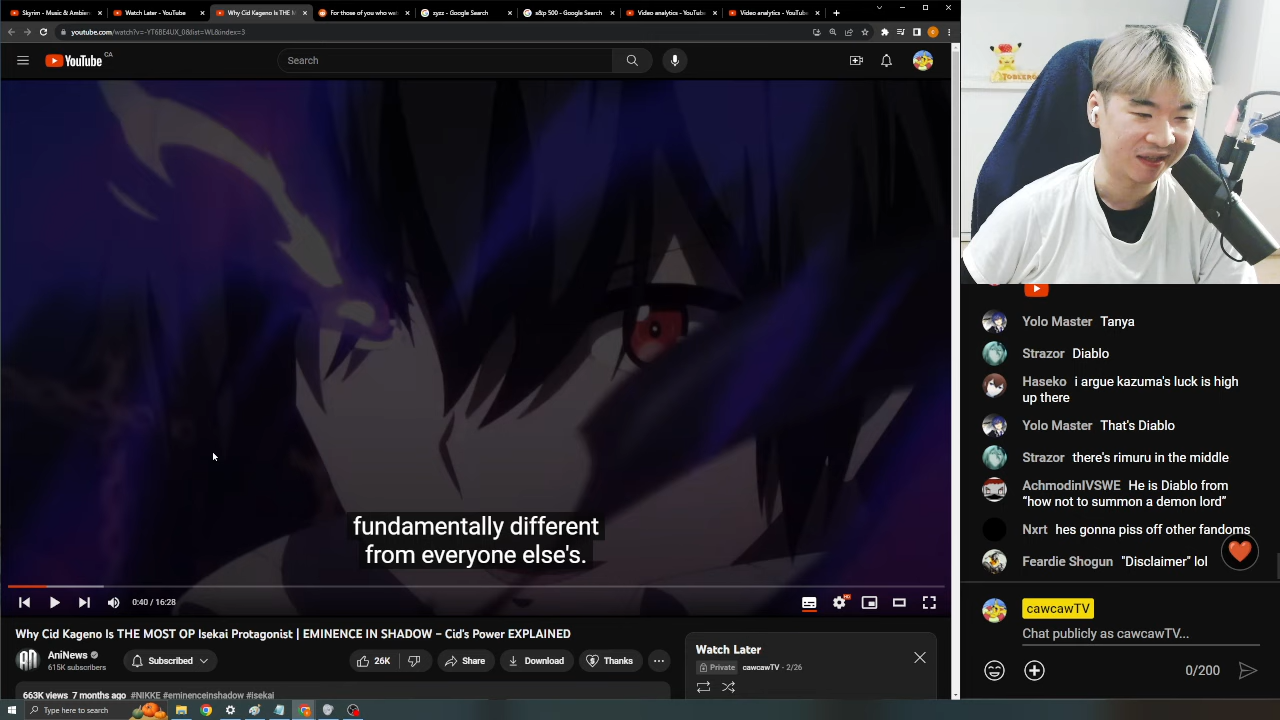 Skyrim - Music & Ambien
Watch Later - YouTube
Why Cid Kageno Is THE M
For those of you who wat
zyzz - Google Search
s&p 500 - Google Search
Video analytics - YouTube
Video analytics - YouTube
youtube.com/watch?v=-YT6BE4UX_0&list=WL&index=3
YouTube CA
Search
fundamentally different
from everyone else's.
0:40 / 16:28
Why Cid Kageno Is THE MOST OP Isekai Protagonist | EMINENCE IN SHADOW – Cid's Power EXPLAINED
AniNews
615K subscribers
Subscribed
26K
Share
Download
Thanks
663K views 7 months ago #NIKKE #eminenceinshadow #isekai
Watch Later
Private cawcawTV - 2/26
Type here to search
Yolo Master Tanya
Strazor Diablo
Haseko i argue kazuma's luck is high
up there
Yolo Master That's Diablo
Strazor there's rimuru in the middle
AchmodinIVSWE He is Diablo from
“how not to summon a demon lord”
Nxrt hes gonna piss off other fandoms
Feardie Shogun "Disclaimer" lol
cawcawTV
Chat publicly as cawcawTV...
0/200